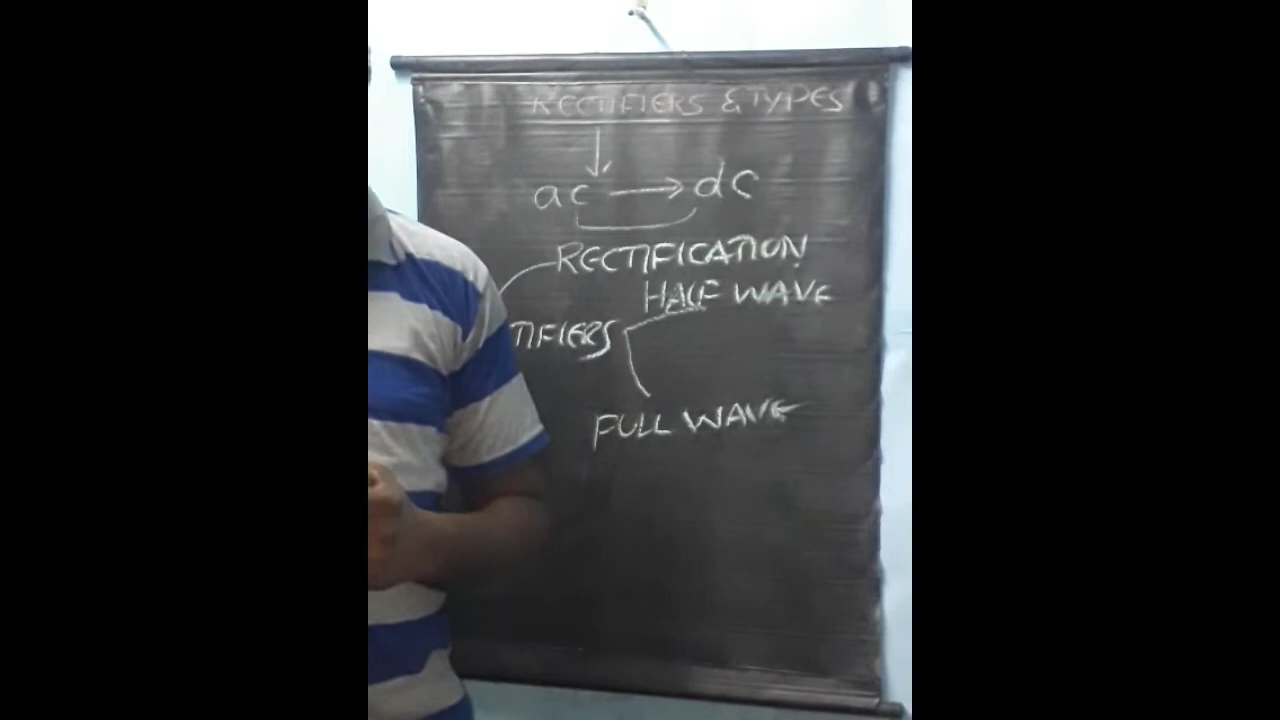 RECTIFIERS & TYPES
ac → dc
RECTIFICATION
HALF WAVE
TIFIERS
FULL WAVE